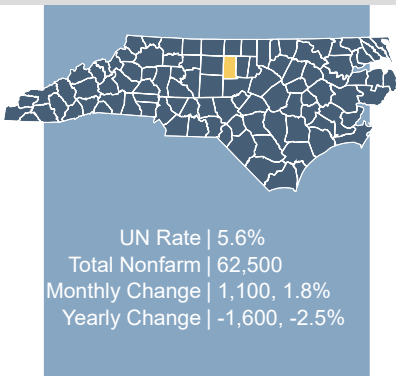 UN Rate | 5.6%
Total Nonfarm | 62,500
Monthly Change | 1,100, 1.8%
Yearly Change | -1,600, -2.5%